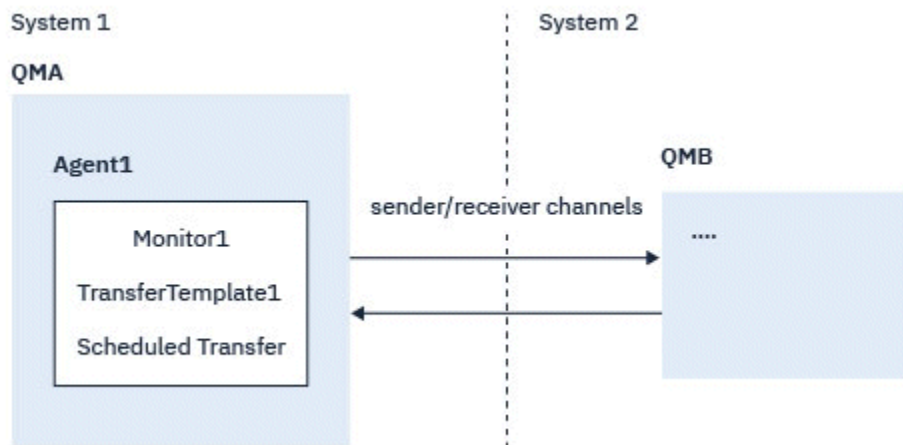 System 1
System 2
QMA
Agent1
QMB
sender/receiver channels
Monitor1
....
TransferTemplate1
Scheduled Transfer